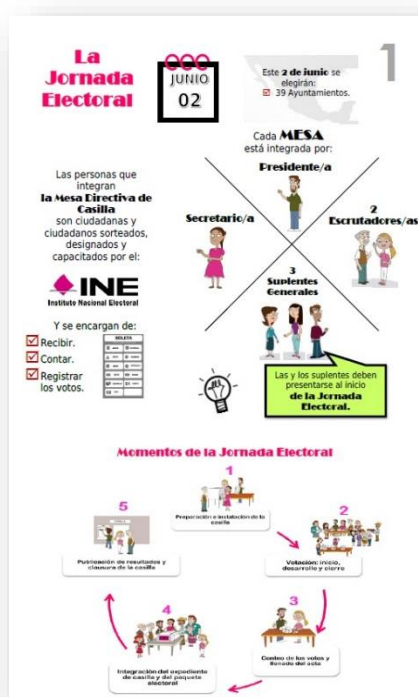 La
Jornada
Electoral
JUNIO
02
Este 2 de junio se
elegirán:
39 Ayuntamientos.
1
Cada MESA
está integrada por:
Presidente/a
Secretario/a
2
Escrutadores/as
3
Suplentes
Generales
Las personas que
integran
la Mesa Directiva de
Casilla
son ciudadanas y
ciudadanos sorteados,
designados y
capacitados por el:
INE
Instituto Nacional Electoral
Y se encargan de:
Recibir.
Contar.
Registrar
los votos.
BOLETA
Las y los suplentes deben
presentarse al inicio
de la Jornada
Electoral.
Momentos de la Jornada Electoral
1
Preparación e instalación de la
casilla
2
Votación: inicio,
desarrollo y cierre
3
Conteo de los votos y
llenado del acta
4
Integración del expediente
de casilla y del paquete
electoral
5
Publicación de resultados y
clausura de la casilla